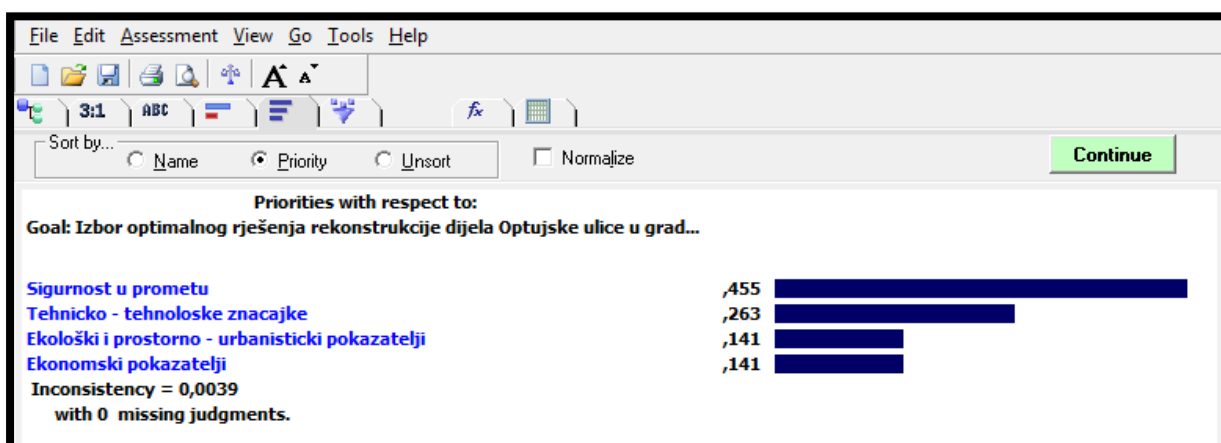 File Edit Assessment View Go Tools Help
A A
3:1 ABC fx
Sort by... Name Priority Unsort Normalize Continue
Priorities with respect to:
Goal: Izbor optimalnog rješenja rekonstrukcije dijela Optujske ulice u grad...
Sigurnost u prometu ,455
Tehnicko - tehnoloske znacajke ,263
Ekološki i prostorno - urbanisticki pokazatelji ,141
Ekonomski pokazatelji ,141
Inconsistency = 0,0039
with 0 missing judgments.